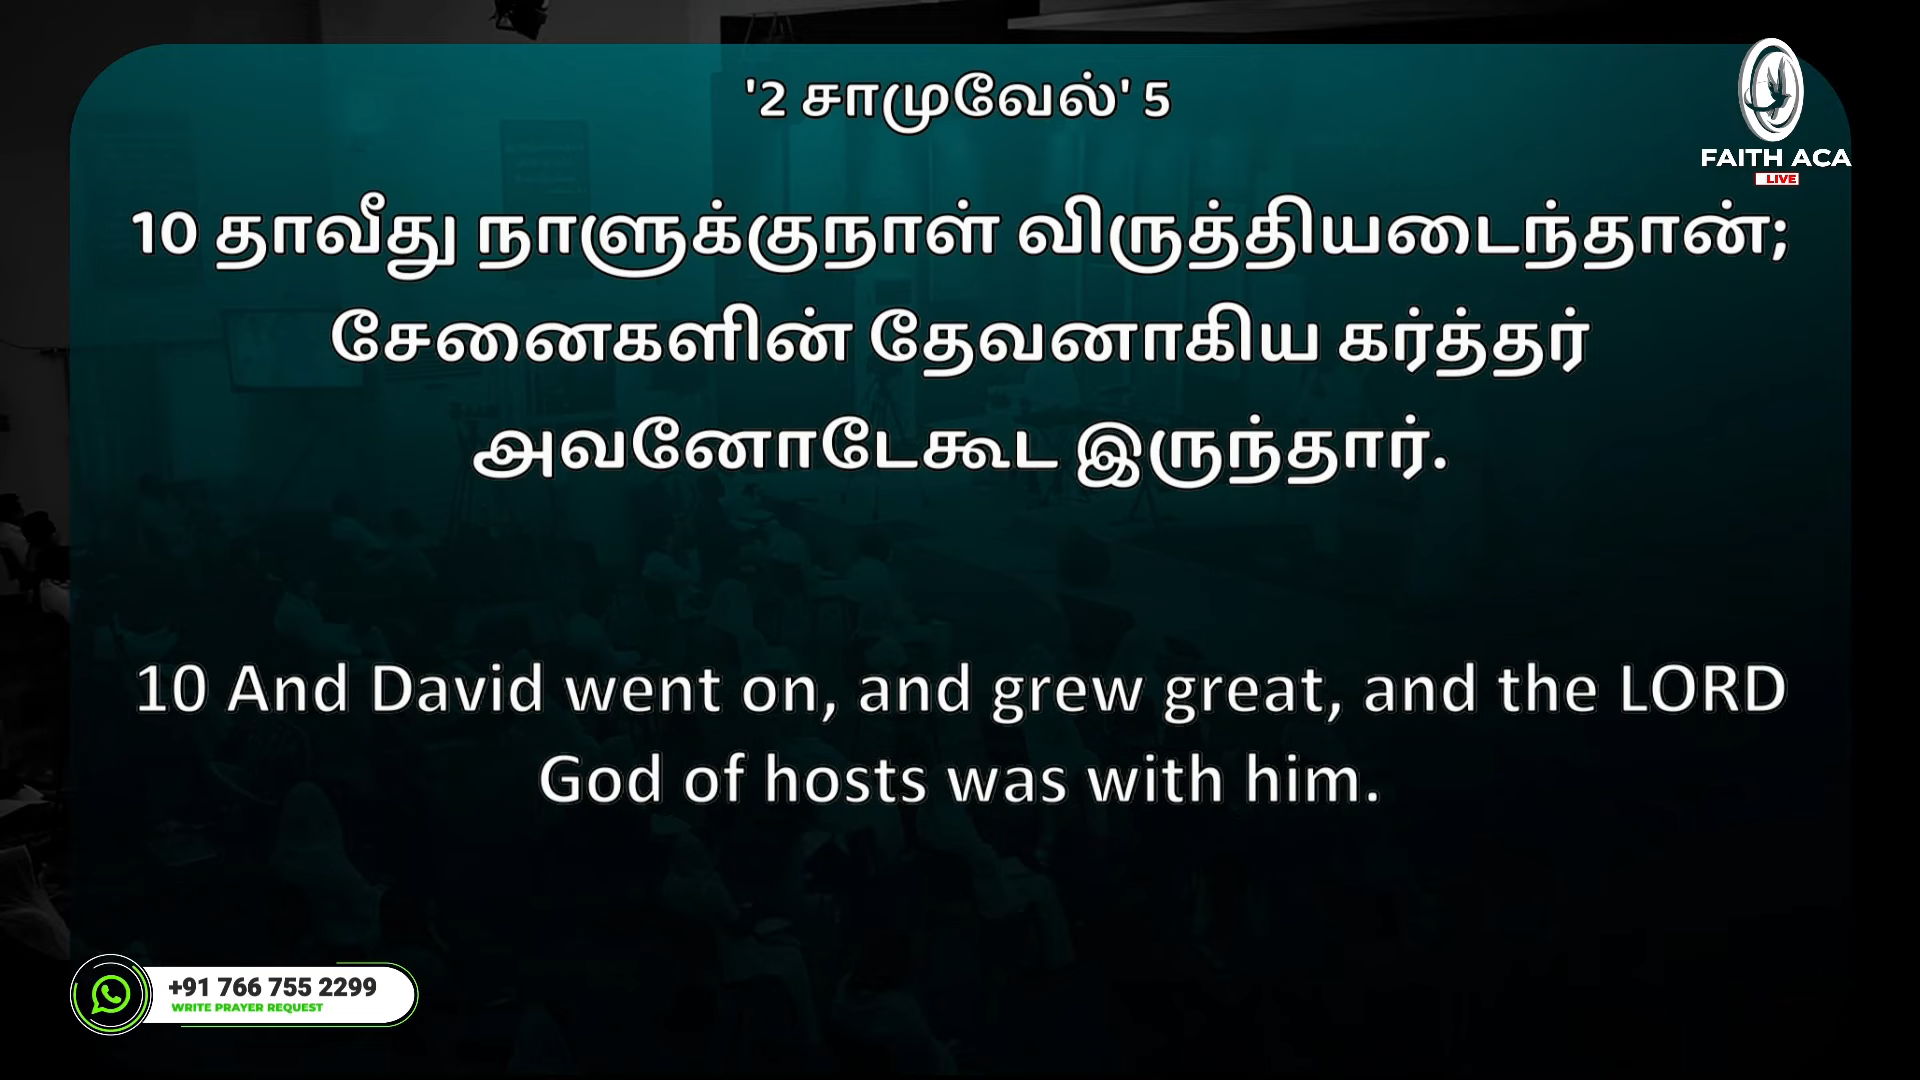 '2 சாமுவேல்' 5
FAITH ACA
LIVE
10 தாவீது நாளுக்குநாள் விருத்தியடைந்தான்;
சேனைகளின் தேவனாகிய கர்த்தர்
அவனோடேகூட இருந்தார்.
10 And David went on, and grew great, and the LORD
God of hosts was with him.
+91 766 755 2299
WRITE PRAYER REQUEST